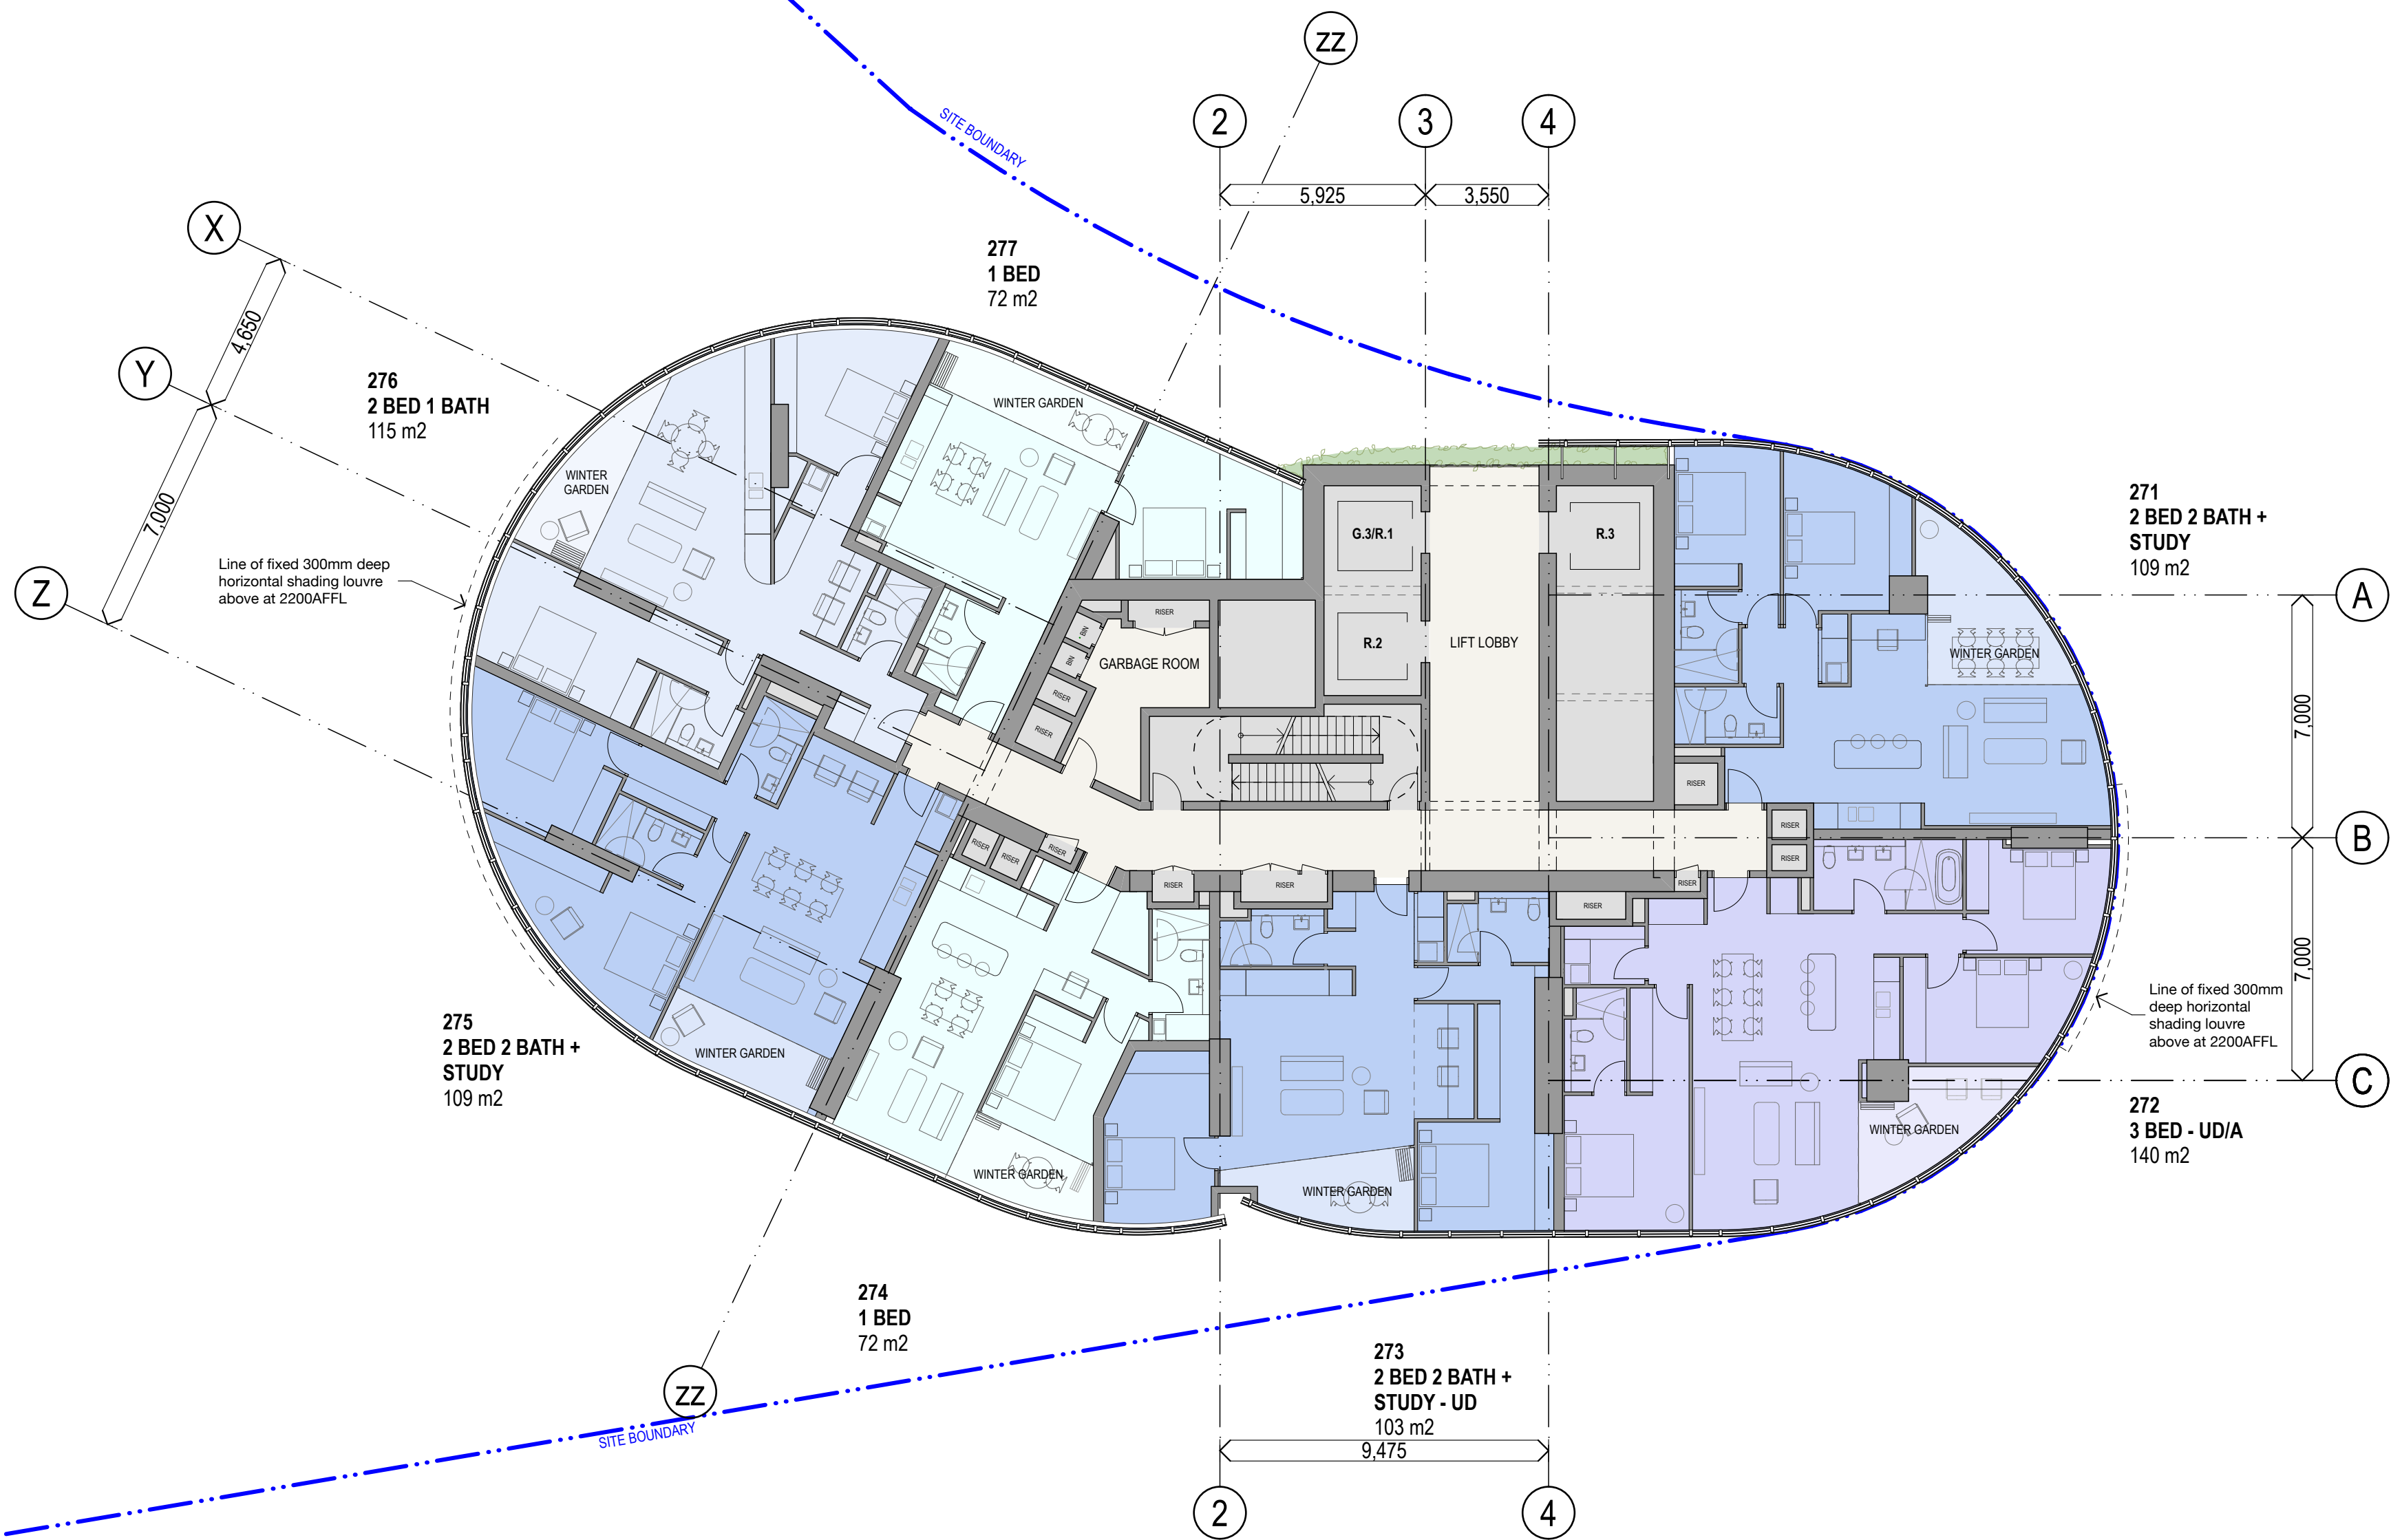 ZZ
2
3
4
SITE BOUNDARY
5,925
3,550
X
277
1 BED
72 m2
4,650
Y
276
2 BED 1 BATH
115 m2
WINTER GARDEN
WINTER
GARDEN
7,000
271
2 BED 2 BATH +
STUDY
109 m2
G.3/R.1
R.3
Line of fixed 300mm deep
horizontal shading louvre
above at 2200AFFL
Z
A
RISER
BIN
BIN
GARBAGE ROOM
R.2
LIFT LOBBY
WINTER GARDEN
RISER
RISER
7,000
RISER
RISER
B
RISER
RISER
RISER
RISER
RISER
RISER
RISER
RISER
7,000
Line of fixed 300mm
deep horizontal
shading louvre
above at 2200AFFL
275
2 BED 2 BATH +
STUDY
109 m2
WINTER GARDEN
C
272
3 BED - UD/A
140 m2
WINTER GARDEN
WINTER GARDEN
WINTER GARDEN
274
1 BED
72 m2
273
2 BED 2 BATH +
STUDY - UD
103 m2
ZZ
SITE BOUNDARY
9,475
2
4